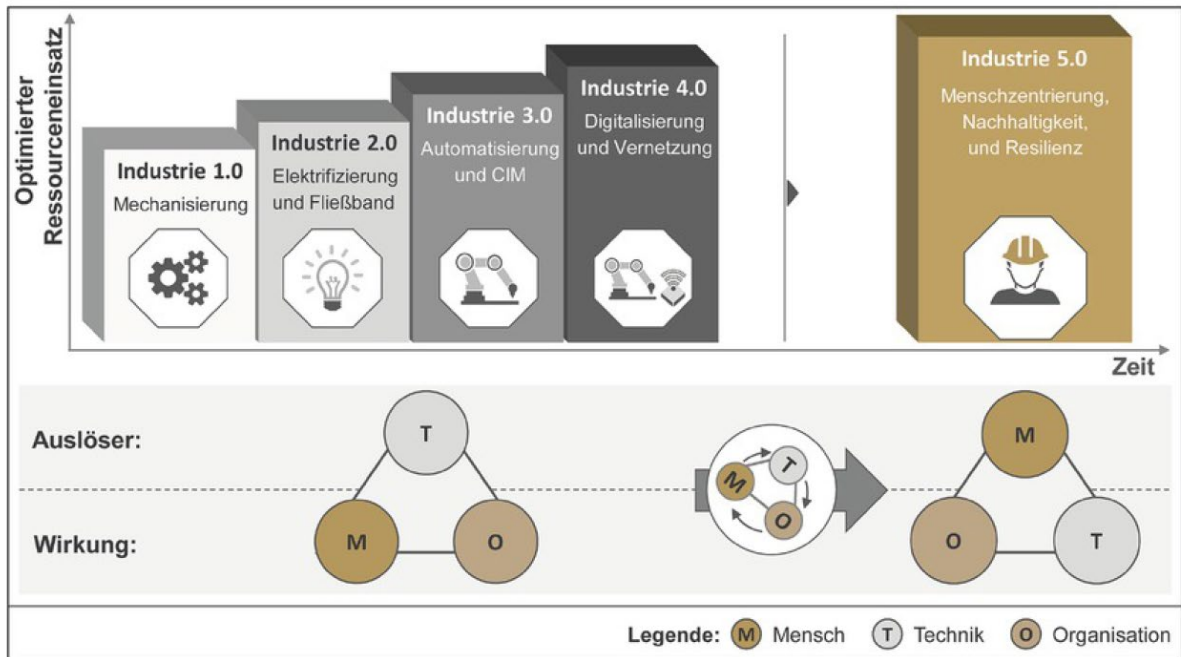 Optimierter
Ressourceneinsatz
Industrie 1.0
Mechanisierung
Industrie 2.0
Elektrifizierung
und Fließband
Industrie 3.0
Automatisierung
und CIM
Industrie 4.0
Digitalisierung
und Vernetzung
Industrie 5.0
Menschzentrierung,
Nachhaltigkeit,
und Resilienz
Zeit
Auslöser:
T
M
T
M
O
Wirkung:
M
O
O
T
Legende: M Mensch T Technik O Organisation